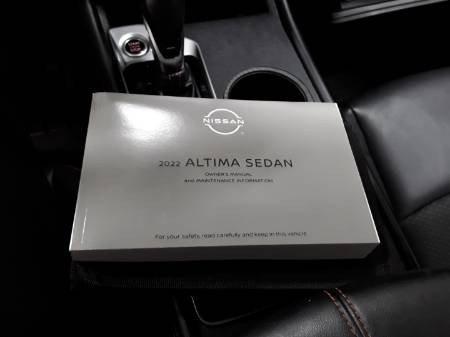 NISSAN
2022 ALTIMA SEDAN
OWNER'S MANUAL
AND MAINTENANCE INFORMATION
For your safety, read carefully and keep in this vehicle.